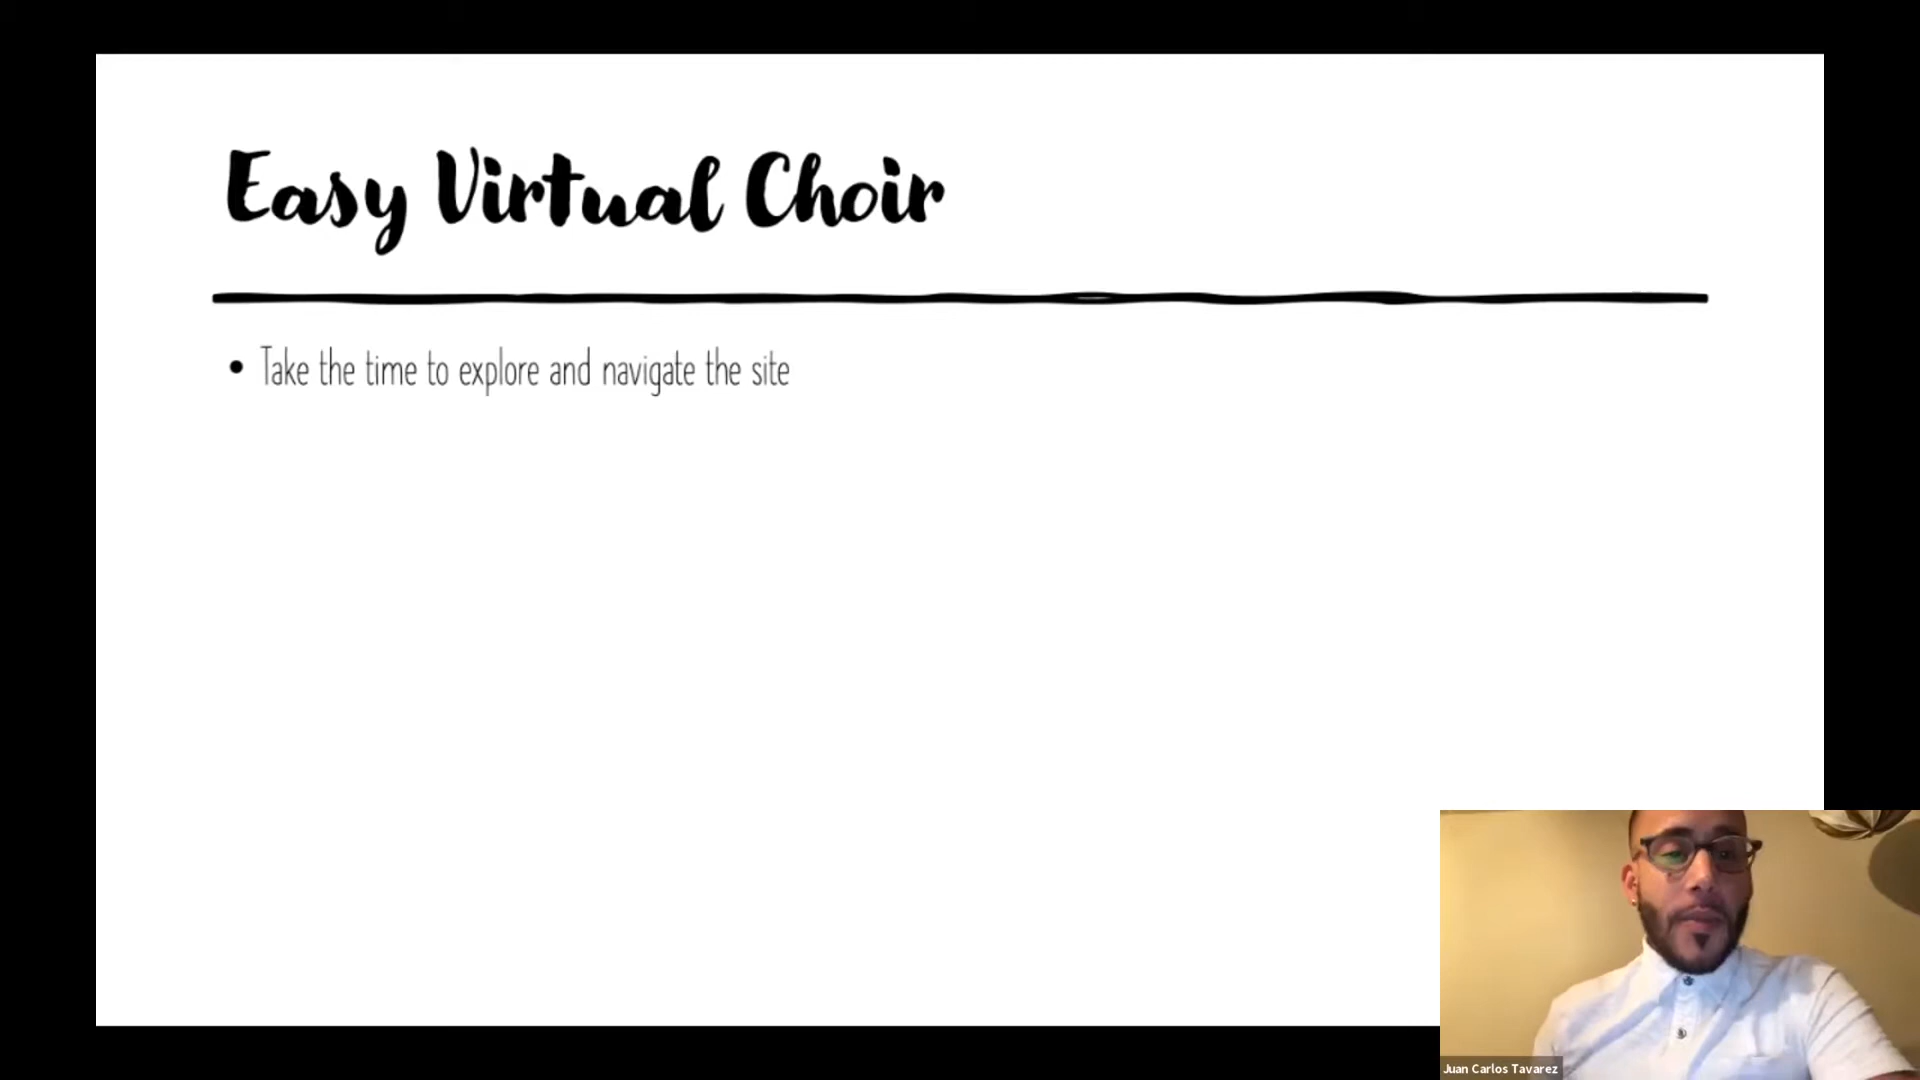 Easy Virtual Choir
• Take the time to explore and navigate the site
Juan Carlos Tavarez